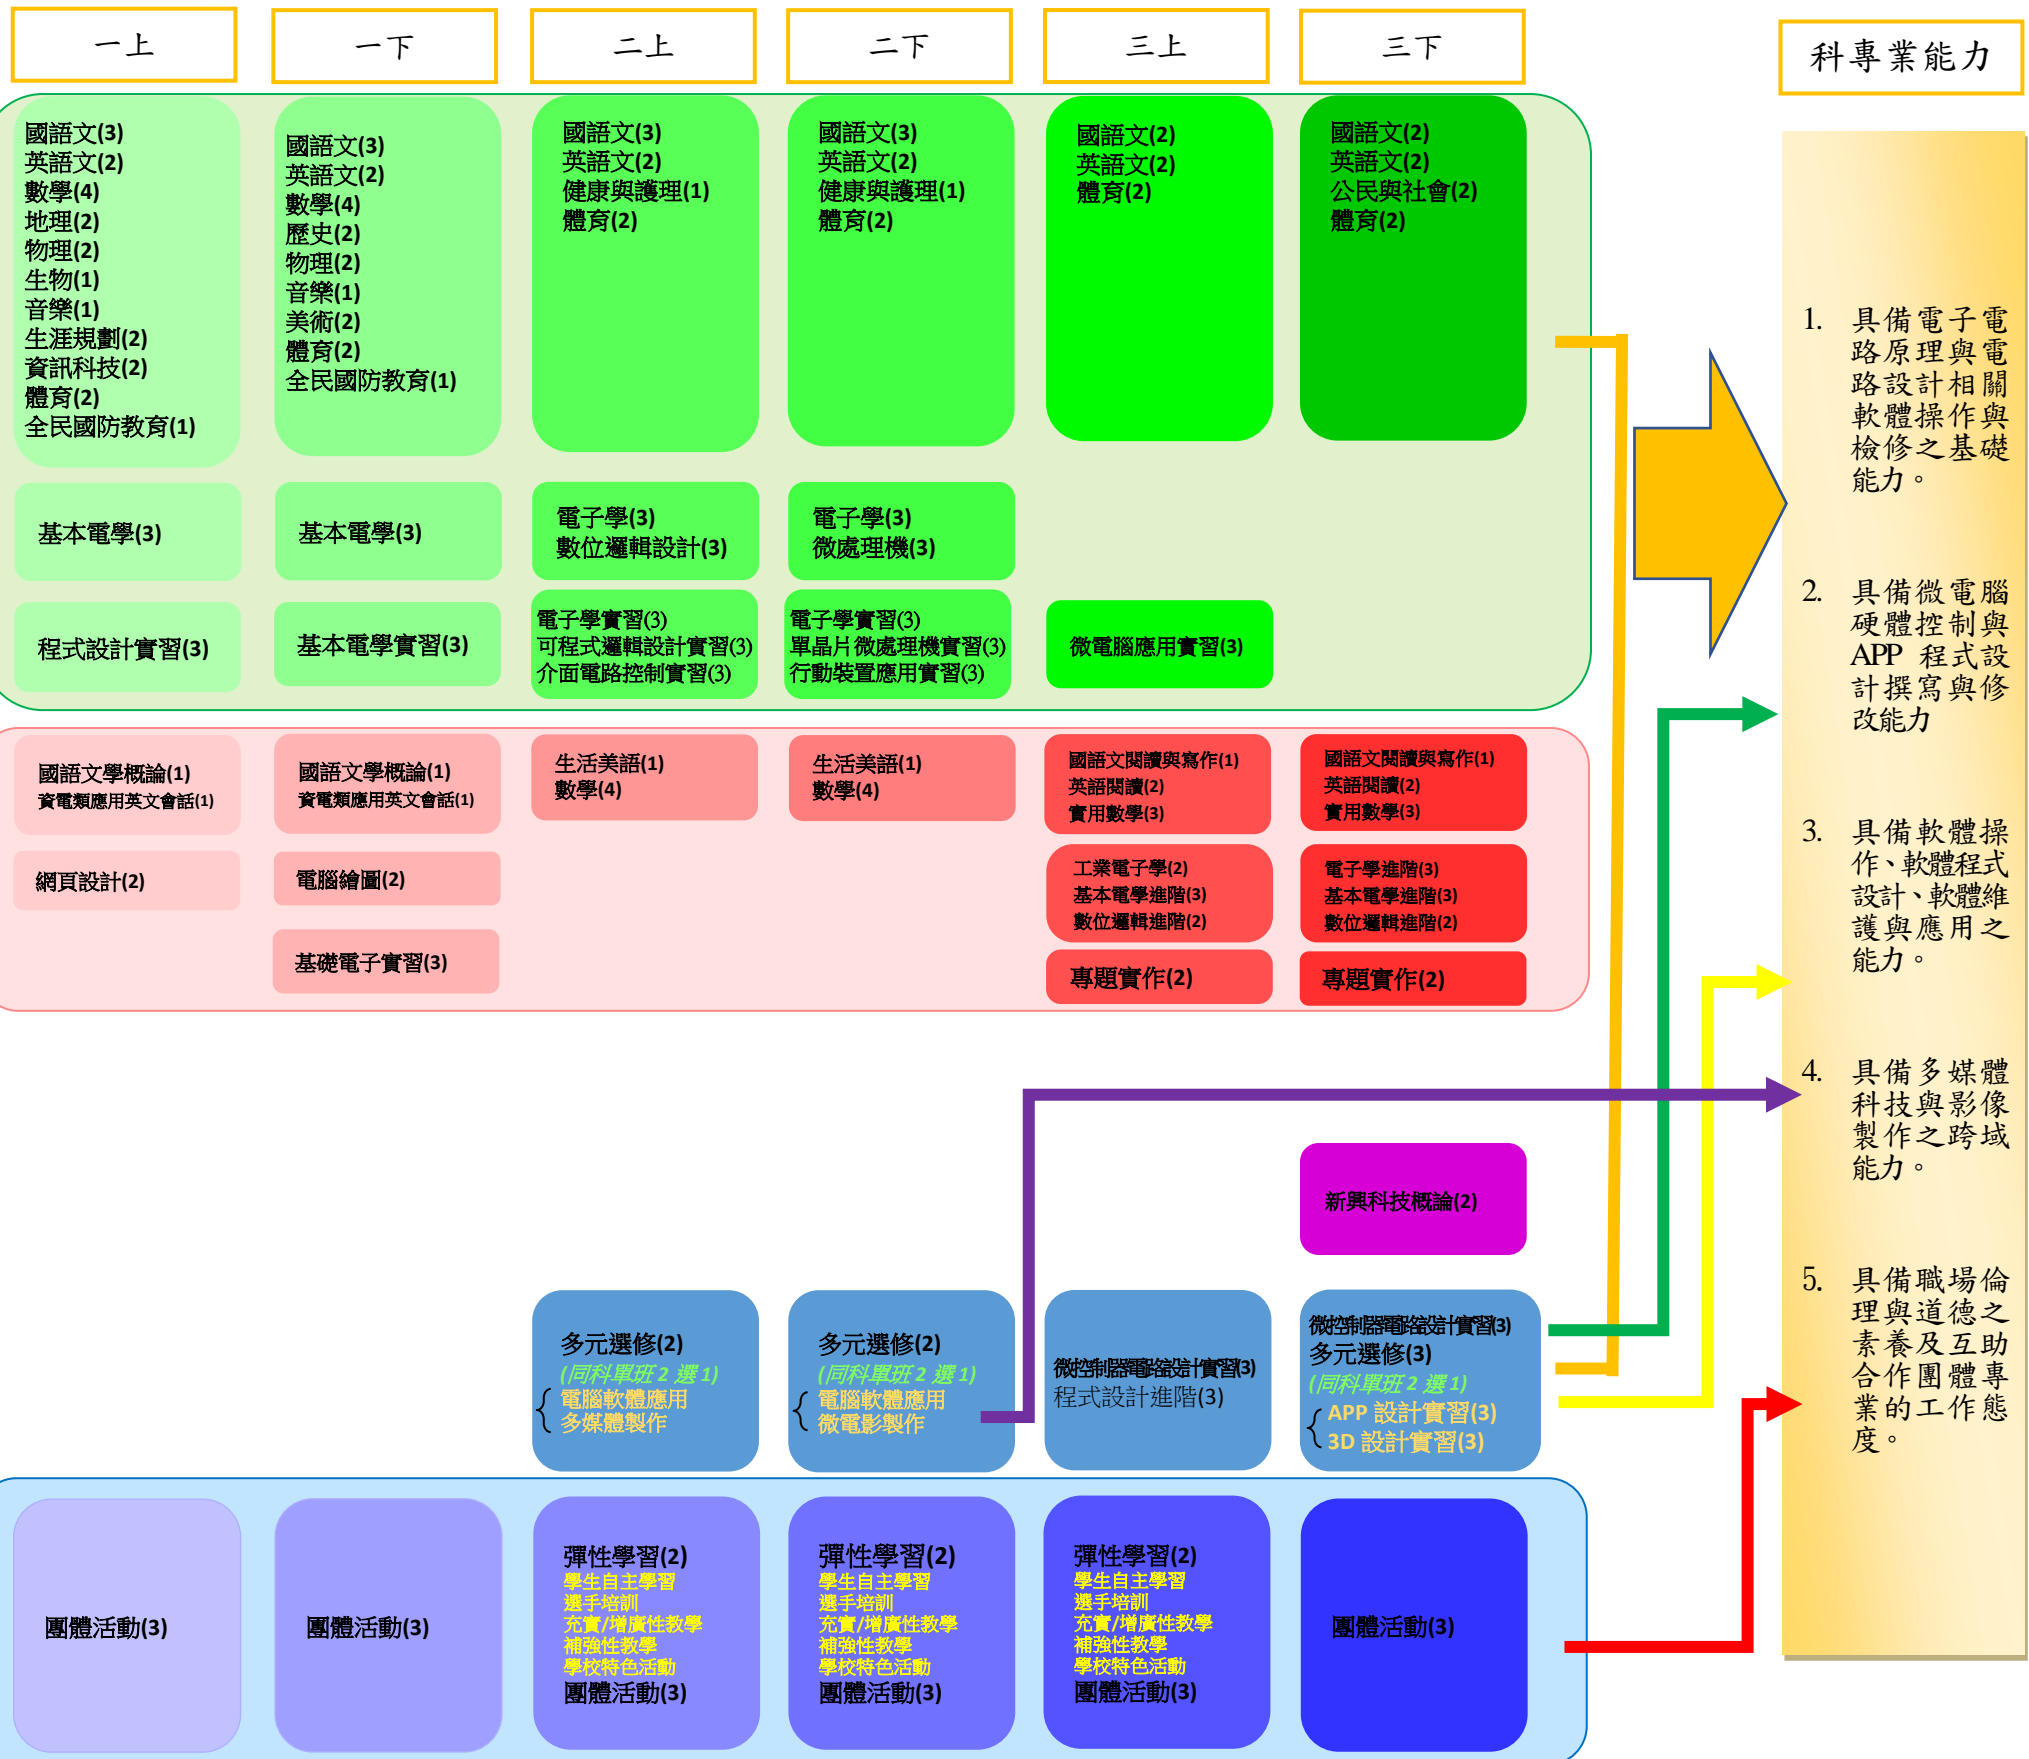 一上
一下
二上
二下
三上
三下
科專業能力
國語文(3)
英語文(2)
數學(4)
地理(2)
物理(2)
生物(1)
音樂(1)
生涯規劃(2)
資訊科技(2)
體育(2)
全民國防教育(1)
國語文(3)
英語文(2)
數學(4)
歷史(2)
物理(2)
音樂(1)
美術(2)
體育(2)
全民國防教育(1)
國語文(3)
英語文(2)
健康與護理(1)
體育(2)
國語文(3)
英語文(2)
健康與護理(1)
體育(2)
國語文(2)
英語文(2)
體育(2)
國語文(2)
英語文(2)
公民與社會(2)
體育(2)
基本電學(3)
基本電學(3)
電子學(3)
數位邏輯設計(3)
電子學(3)
微處理機(3)
程式設計實習(3)
基本電學實習(3)
電子學實習(3)
可程式邏輯設計實習(3)
介面電路控制實習(3)
電子學實習(3)
單晶片微處理機實習(3)
行動裝置應用實習(3)
微電腦應用實習(3)
國語文學概論(1)
資電類應用英文會話(1)
國語文學概論(1)
資電類應用英文會話(1)
生活美語(1)
數學(4)
生活美語(1)
數學(4)
國語文閱讀與寫作(1)
英語閱讀(2)
實用數學(3)
國語文閱讀與寫作(1)
英語閱讀(2)
實用數學(3)
網頁設計(2)
電腦繪圖(2)
工業電子學(2)
基本電學進階(3)
數位邏輯進階(2)
電子學進階(3)
基本電學進階(3)
數位邏輯進階(2)
基礎電子實習(3)
專題實作(2)
專題實作(2)
新興科技概論(2)
多元選修(2)
(同科單班 2 選 1)
電腦軟體應用
多媒體製作
多元選修(2)
(同科單班 2 選 1)
電腦軟體應用
微電影製作
微控制器電路設計實習(3)
程式設計進階(3)
微控制器電路設計實習(3)
多元選修(3)
(同科單班 2 選 1)
APP 設計實習(3)
3D 設計實習(3)
團體活動(3)
團體活動(3)
彈性學習(2)
學生自主學習
選手培訓
充實/增廣性教學
補強性教學
學校特色活動
團體活動(3)
彈性學習(2)
學生自主學習
選手培訓
充實/增廣性教學
補強性教學
學校特色活動
團體活動(3)
彈性學習(2)
學生自主學習
選手培訓
充實/增廣性教學
補強性教學
學校特色活動
團體活動(3)
團體活動(3)
1. 具備電子電
路原理與電
路設計相關
軟體操作與
檢修之基礎
能力。
2. 具備微電腦
硬體控制與
APP 程式設
計撰寫與修
改能力
3. 具備軟體操
作、軟體程式
設計、軟體維
護與應用之
能力。
4. 具備多媒體
科技與影像
製作之跨域
能力。
5. 具備職場倫
理與道德之
素養及互助
合作團體專
業的工作態
度。